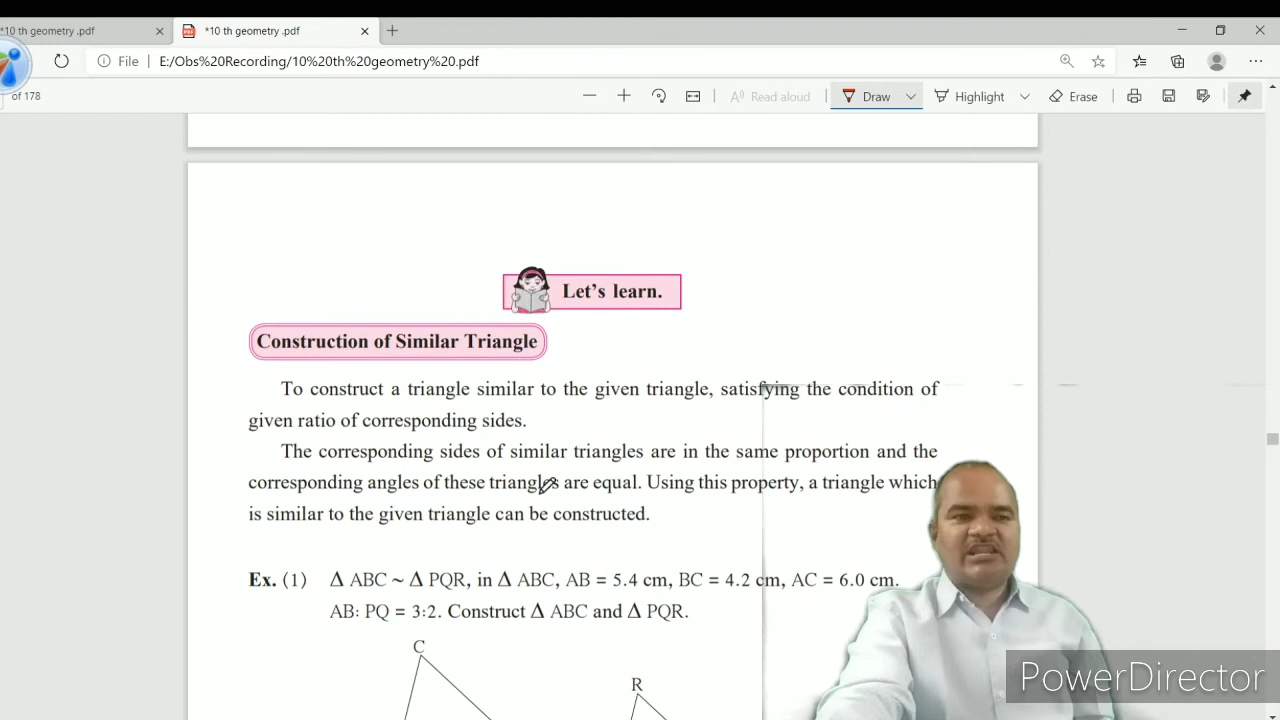 *10 th geometry .pdf
*10 th geometry .pdf
File
E:/Obs%20Recording/10%20th%20geometry%20.pdf
of 178
Read aloud
Draw
Highlight
Erase
Let's learn.
Construction of Similar Triangle
To construct a triangle similar to the given triangle, satisfying the condition of
given ratio of corresponding sides.
The corresponding sides of similar triangles are in the same proportion and the
corresponding angles of these triangles are equal. Using this property, a triangle which
is similar to the given triangle can be constructed.
Ex. (1) Δ ABC ~ Δ PQR, in Δ ABC, AB = 5.4 cm, BC = 4.2 cm, AC = 6.0 cm.
AB: PQ = 3:2. Construct Δ ABC and Δ PQR.
C
R
PowerDirector